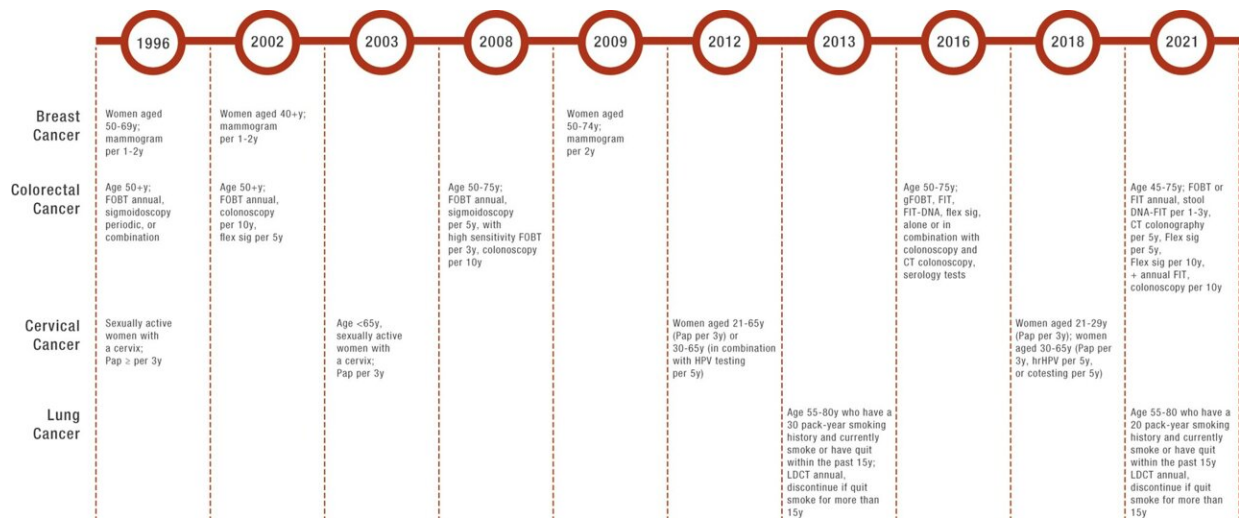 1996
2002
2003
2008
2009
2012
2013
2016
2018
2021
Breast
Cancer
Women aged
50-69y;
mammogram
per 1-2y
Women aged 40+y;
mammogram
per 1-2y
Women aged
50-74y;
mammogram
per 2y
Colorectal
Cancer
Age 50+y;
FOBT annual,
sigmoidoscopy
periodic, or
combination
Age 50+y;
FOBT annual,
colonoscopy
per 10y,
flex sig per 5y
Age 50-75y;
FOBT annual,
sigmoidoscopy
per 5y, with
high sensitivity FOBT
per 3y, colonoscopy
per 10y
Age 50-75y;
gFOBT, FIT,
FIT-DNA, flex sig,
alone or in
combination with
colonoscopy and
CT colonoscopy,
serology tests
Age 45-75y; FOBT or
FIT annual, stool
DNA-FIT per 1-3y,
CT colonography
per 5y, Flex sig
per 5y,
Flex sig per 10y,
+ annual FIT,
colonoscopy per 10y
Cervical
Cancer
Sexually active
women with
a cervix;
Pap ≥ per 3y
Age <65y,
sexually active
women with
a cervix;
Pap per 3y
Women aged 21-65y
(Pap per 3y) or
30-65y (in combination
with HPV testing
per 5y)
Women aged 21-29y
(Pap per 3y); women
aged 30-65y (Pap per
3y, hrHPV per 5y,
or cotesting per 5y)
Lung
Cancer
Age 55-80y who have a
30 pack-year smoking
history and currently
smoke or have quit
within the past 15y;
LDCT annual,
discontinue if quit
smoke for more than
15y
Age 55-80 who have a
20 pack-year smoking
history and currently
smoke or have quit
within the past 15y
LDCT annual,
discontinue if quit
smoke for more than
15y